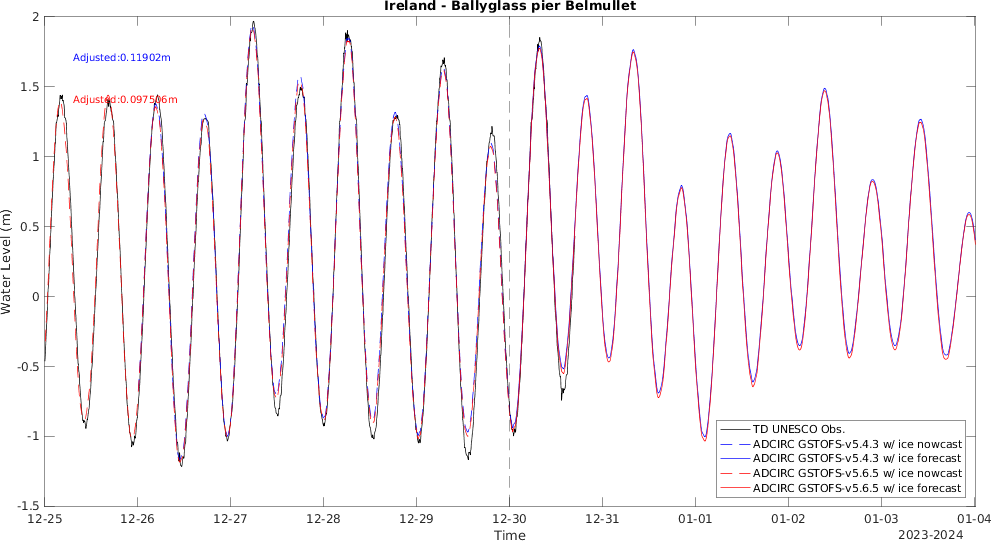 Ireland - Ballyglass pier Belmullet
Adjusted:0.11902m
Adjusted:0.097506m
Water Level (m)
2
1.5
1
0.5
0
-0.5
-1
-1.5
12-25
12-26
12-27
12-28
12-29
12-30
12-31
01-01
01-02
01-03
01-04
Time
2023-2024
TD UNESCO Obs.
ADCIRC GSTOFS-v5.4.3 w/ ice nowcast
ADCIRC GSTOFS-v5.4.3 w/ ice forecast
ADCIRC GSTOFS-v5.6.5 w/ ice nowcast
ADCIRC GSTOFS-v5.6.5 w/ ice forecast